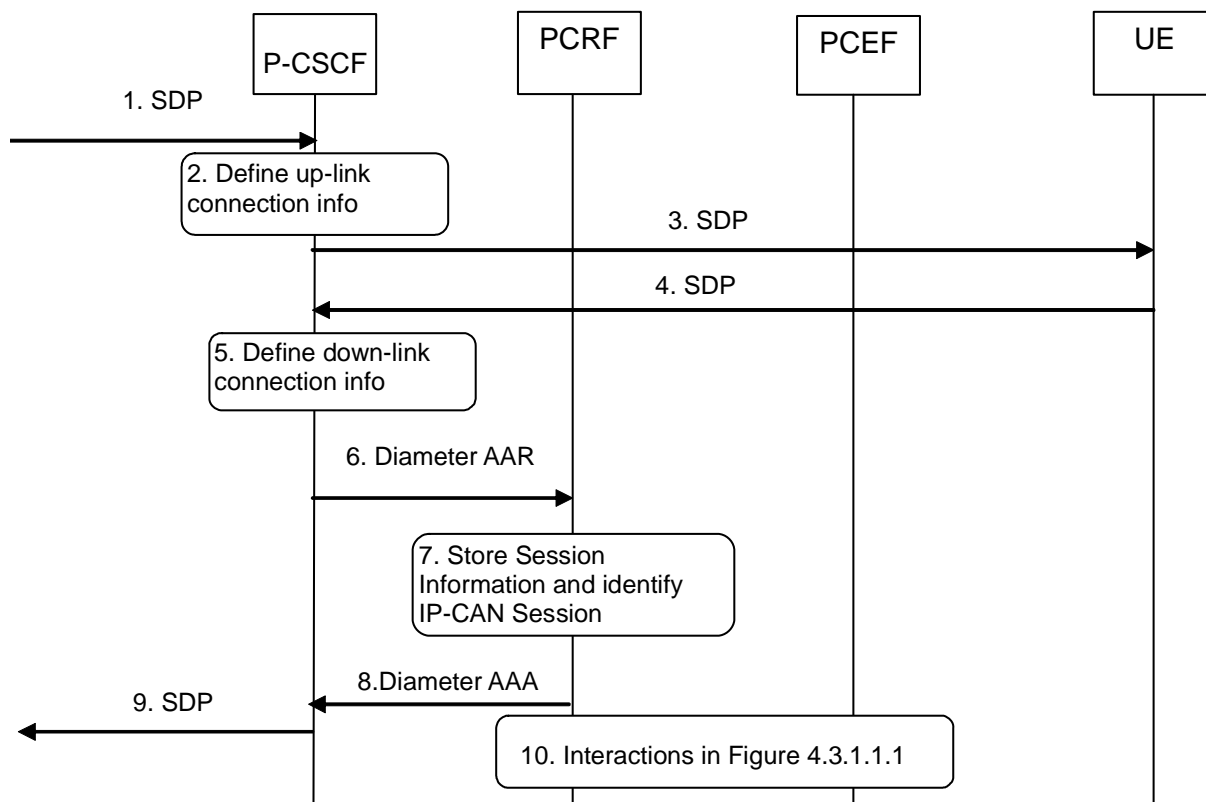 P-CSCF
PCRF
PCEF
UE
1. SDP
2. Define up-link
connection info
3. SDP
4. SDP
5. Define down-link
connection info
6. Diameter AAR
7. Store Session
Information and identify
IP-CAN Session
8.Diameter AAA
9. SDP
10. Interactions in Figure 4.3.1.1.1